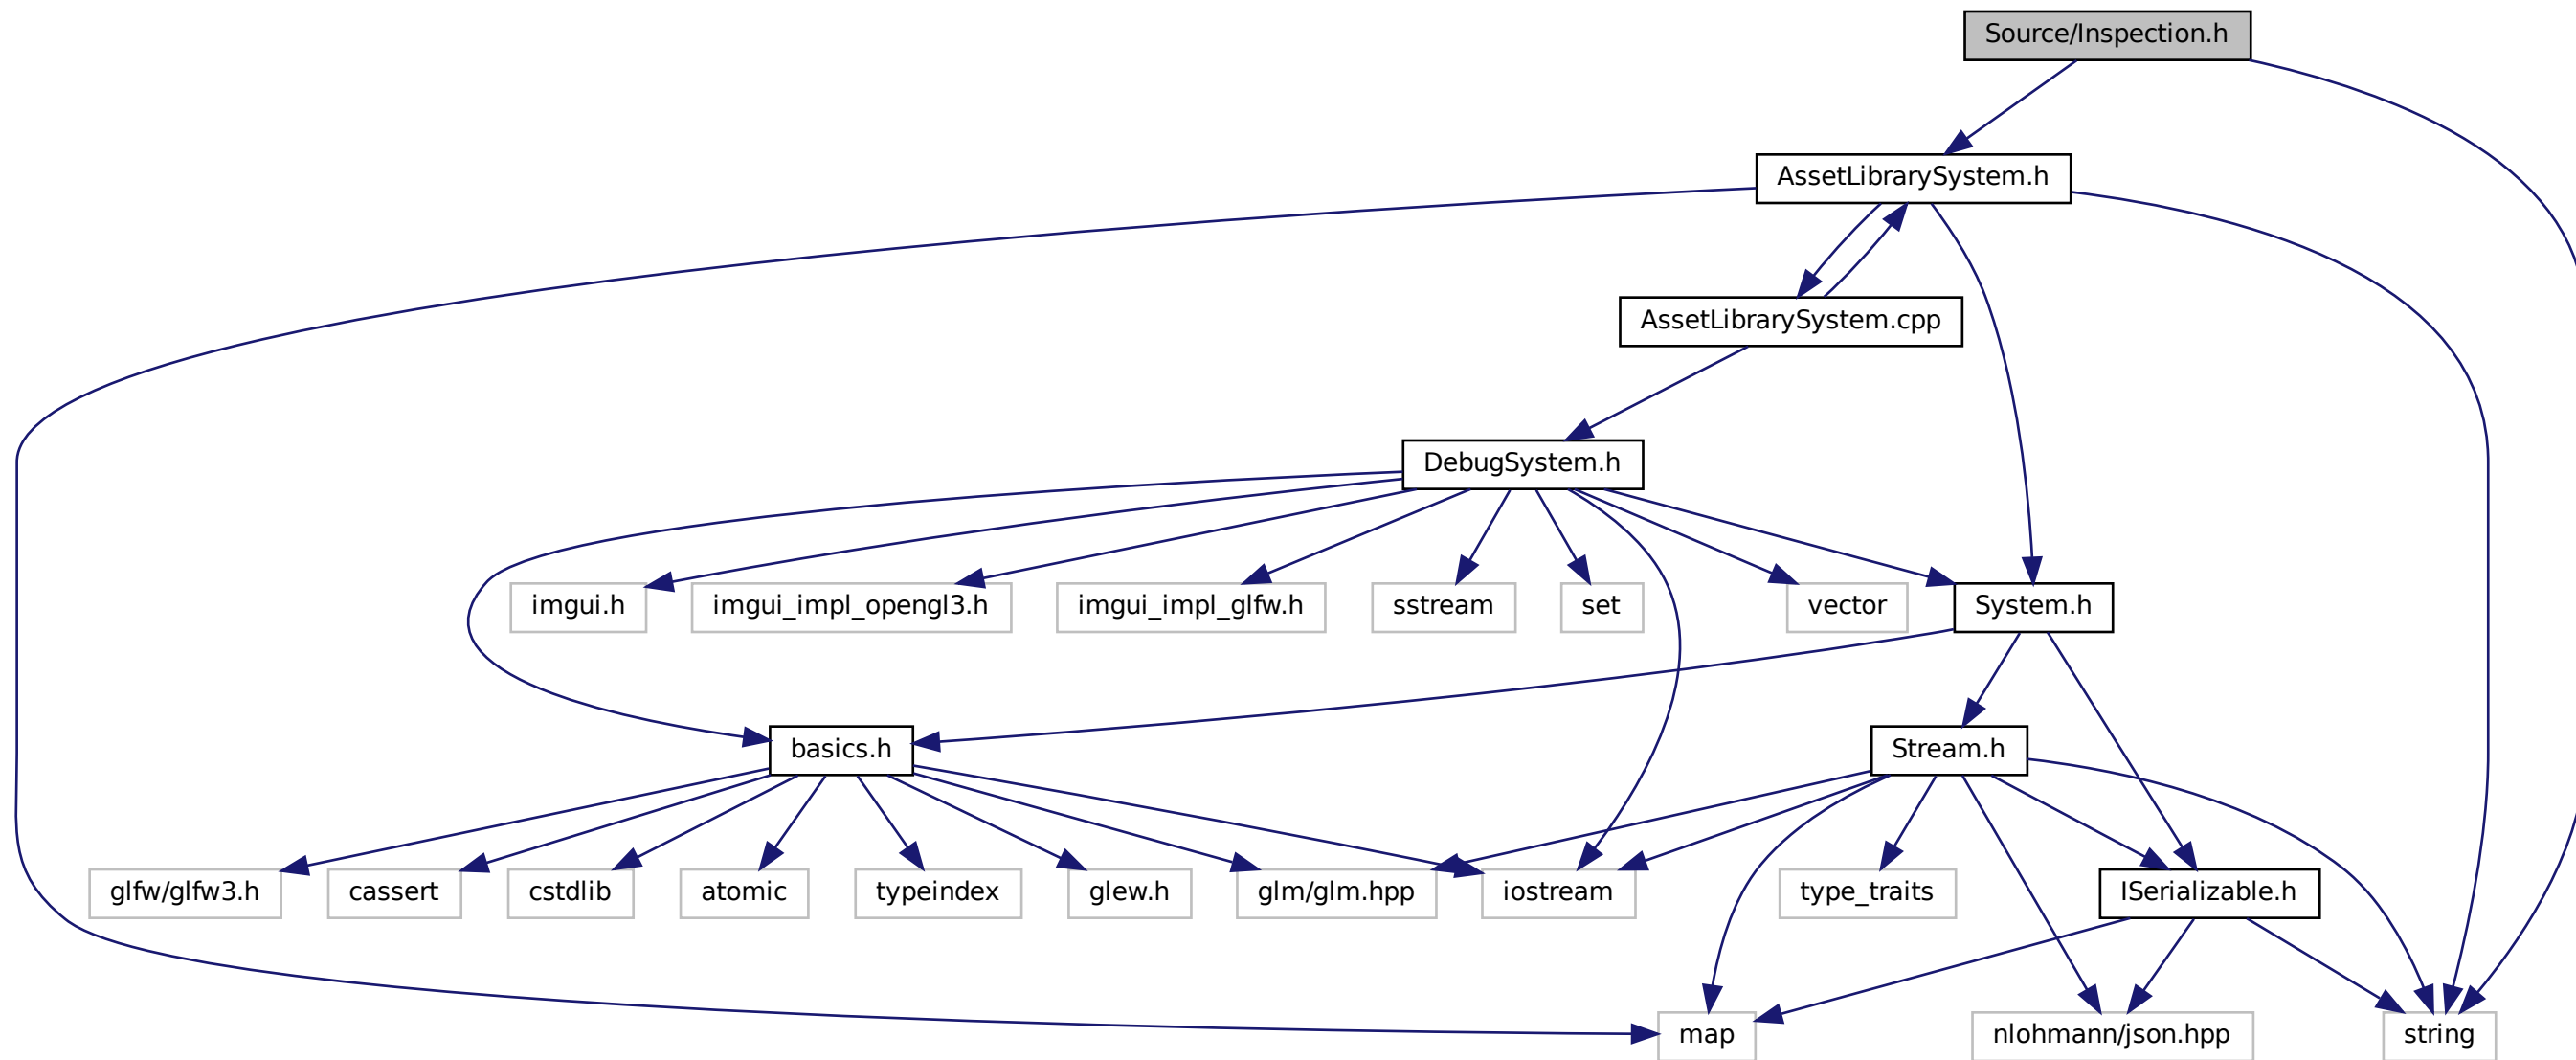 Source/Inspection.h
AssetLibrarySystem.h
AssetLibrarySystem.cpp
DebugSystem.h
imgui.h
imgui_impl_opengl3.h
imgui_impl_glfw.h
sstream
set
vector
System.h
basics.h
Stream.h
glfw/glfw3.h
cassert
cstdlib
atomic
typeindex
glew.h
glm/glm.hpp
iostream
type_traits
ISerializable.h
map
nlohmann/json.hpp
string